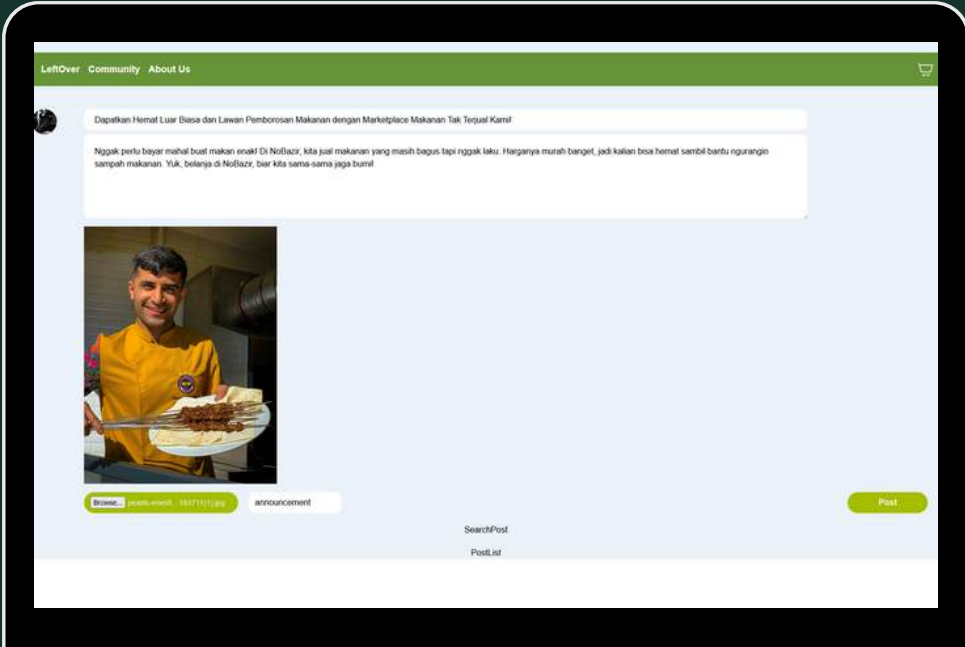 LeftOver Community About Us
Dapatkan Hemat Luar Biasa dan Lawan Pemborosan Makanan dengan Marketplace Makanan Tak Terjual Kami!
Nggak perlu bayar mahal buat makan enak! Di NoBazir, kita jual makanan yang masih bagus tapi nggak laku. Harganya murah banget, jadi kalian bisa hemat sambil bantu ngurangin
sampah makanan. Yuk, belanja di NoBazir, biar kita sama-sama jaga bumi!
Browse... announcement Post
SearchPost
PostList